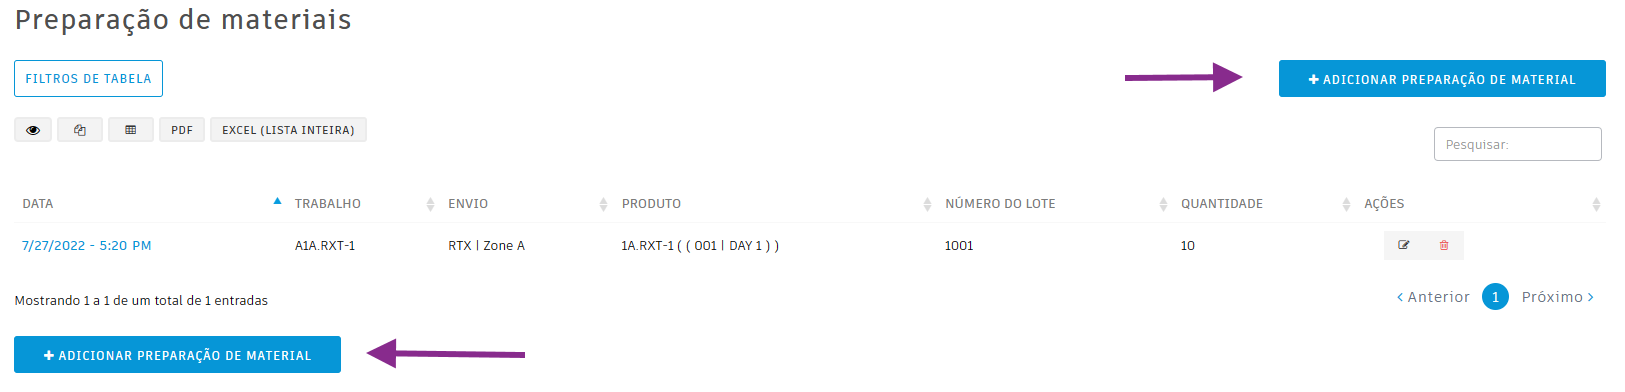 Preparação de materiais
FILTROS DE TABELA
ADICIONAR PREPARAÇÃO DE MATERIAL
PDF EXCEL (LISTA INTEIRA)
Pesquisar:
DATA TRABALHO ENVIO PRODUTO NÚMERO DO LOTE QUANTIDADE AÇÕES
7/27/2022 - 5:20 PM A1A.RXT-1 RTX | Zone A 1A.RXT-1 ( ( 001 | DAY 1 ) ) 1001 10
Mostrando 1 a 1 de um total de 1 entradas
Anterior 1 Próximo
ADICIONAR PREPARAÇÃO DE MATERIAL